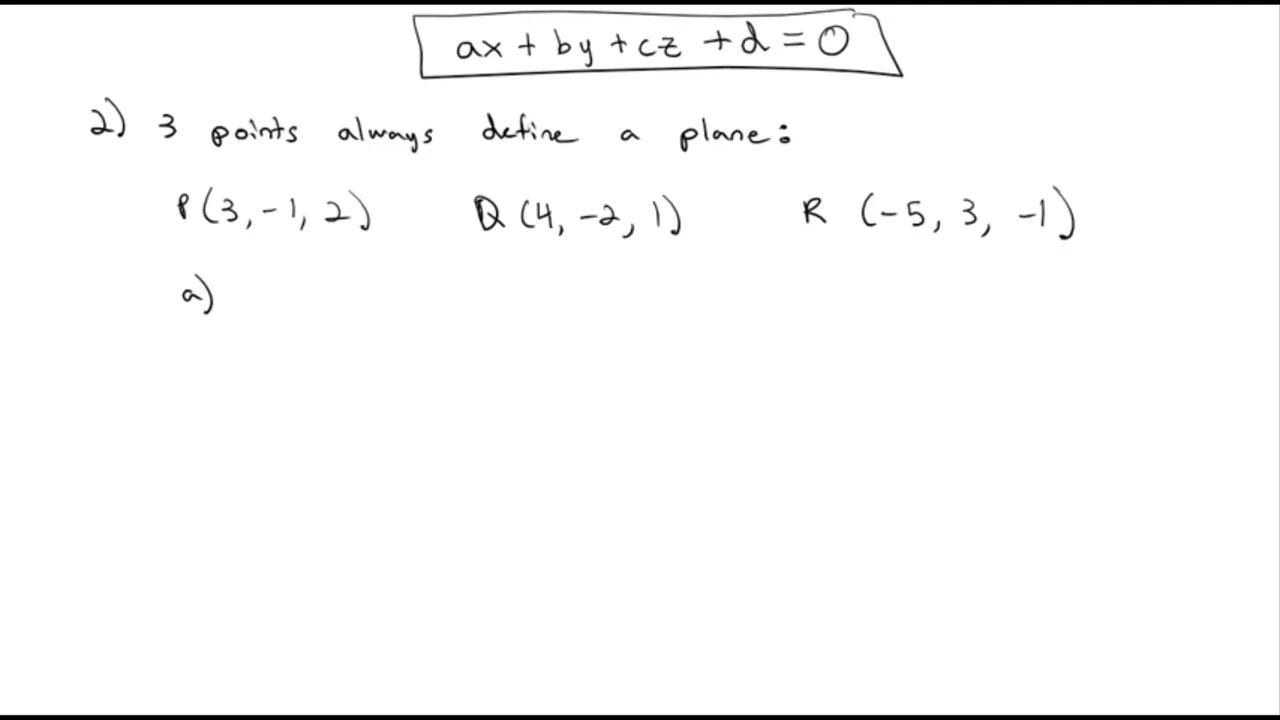 ax + by + cz + d = 0
2) 3 points always define a plane:
P(3, -1, 2) Q(4, -2, 1) R (-5, 3, -1)
a)